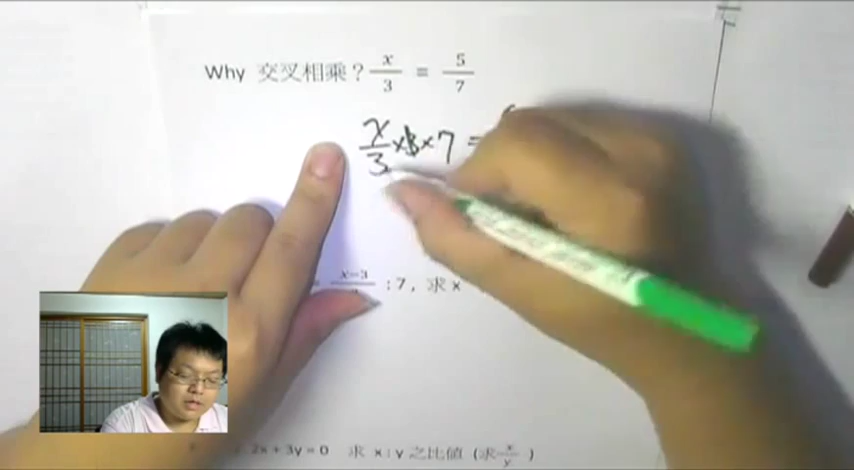 Why 交叉相乘？x/3 = 5/7
x/3 × 3 × 7 =
x-3 : 7，求 x
2x+3y=0 求 x：y 之比值（求 x/y）